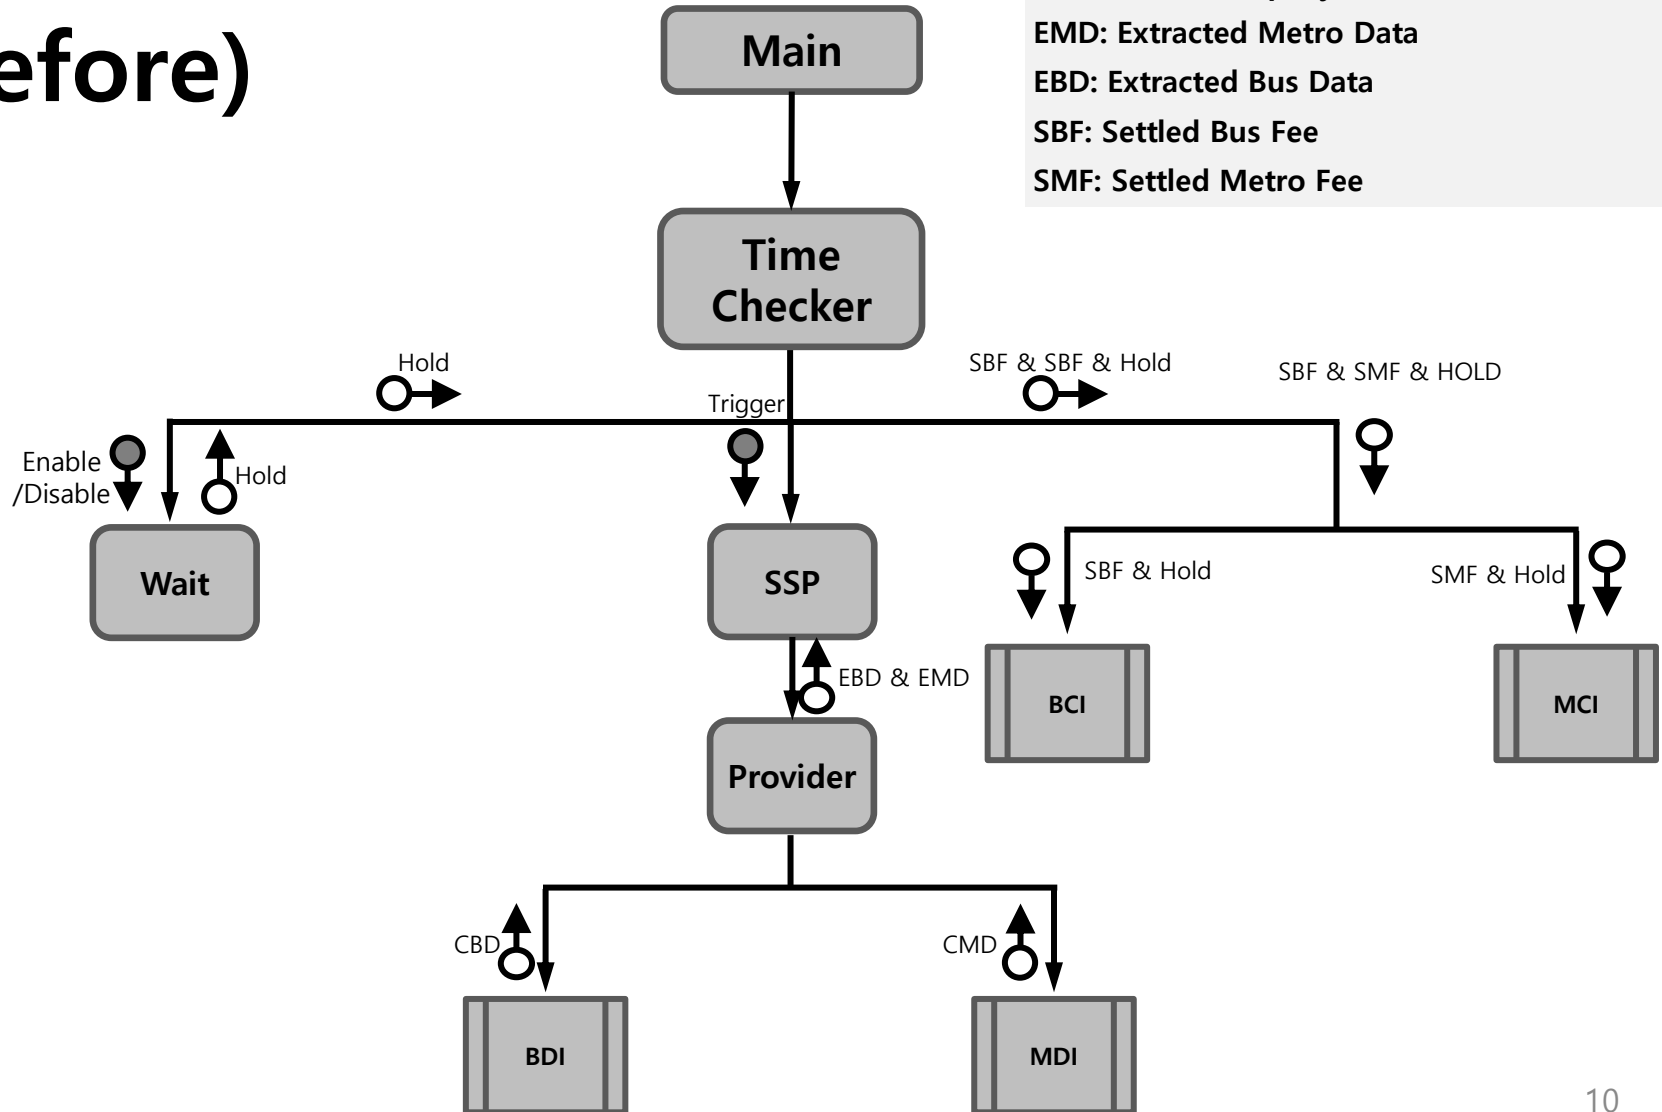 efore)
Main
EMD: Extracted Metro Data
EBD: Extracted Bus Data
SBF: Settled Bus Fee
SMF: Settled Metro Fee
Time
Checker
Hold
SBF & SBF & Hold
SBF & SMF & HOLD
Trigger
Enable
/Disable
Hold
Wait
SSP
SBF & Hold
SMF & Hold
EBD & EMD
BCI
MCI
Provider
CBD
CMD
BDI
MDI
10